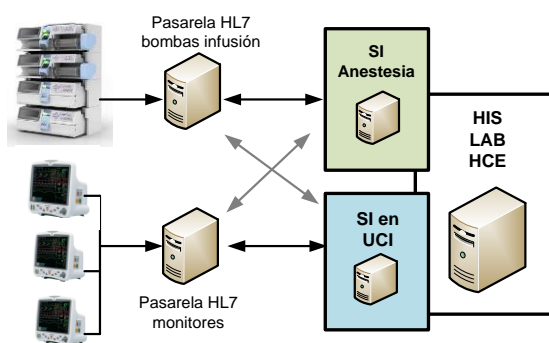 Pasarela HL7
bombas infusión
SI
Anestesia
HIS
LAB
HCE
SI en
UCI
Pasarela HL7
monitores